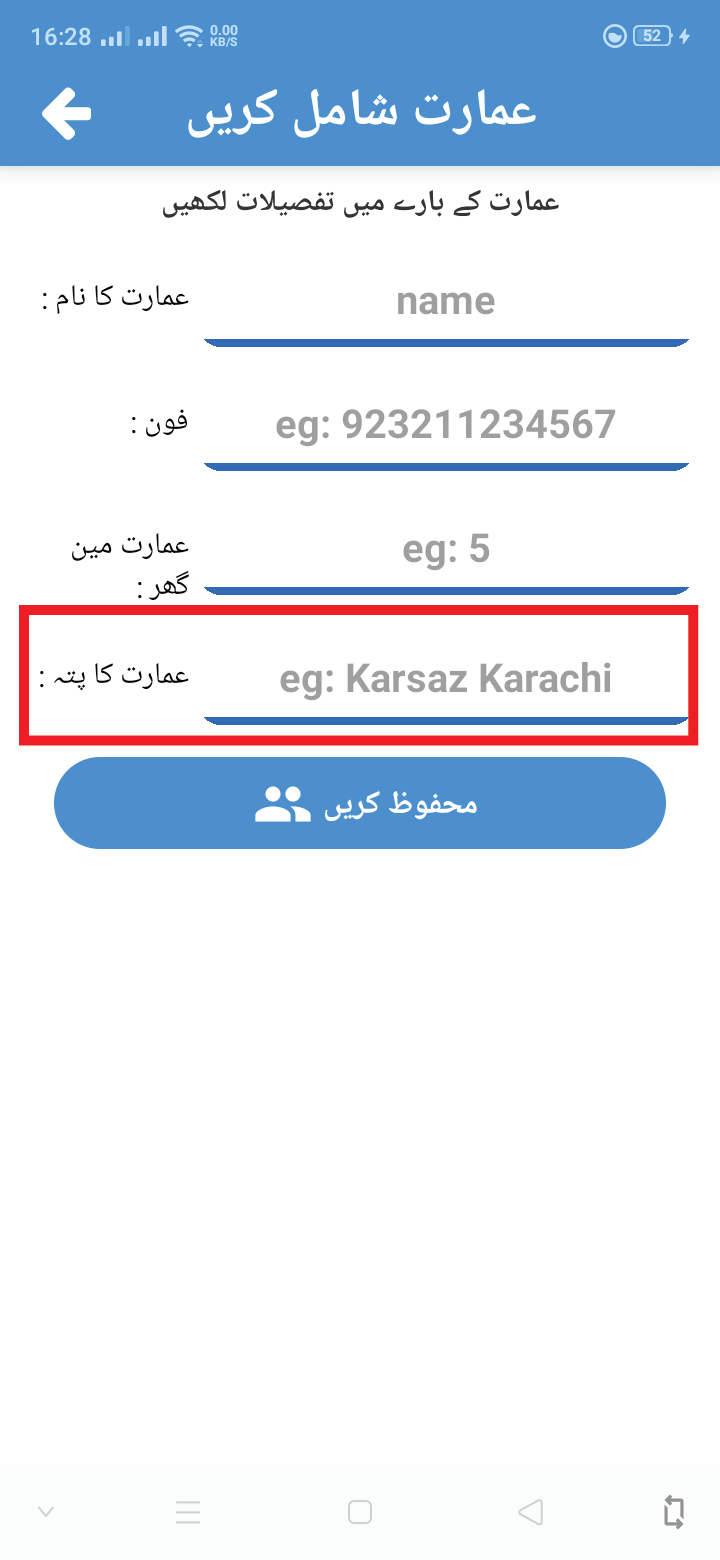 16:28 0.00 KB/S 52
عمارت شامل کریں
عمارت کے بارے میں تفصیلات لکھیں
عمارت کا نام :
name
فون :
eg: 923211234567
عمارت مین
گھر :
eg: 5
عمارت کا پتہ :
eg: Karsaz Karachi
محفوظ کریں